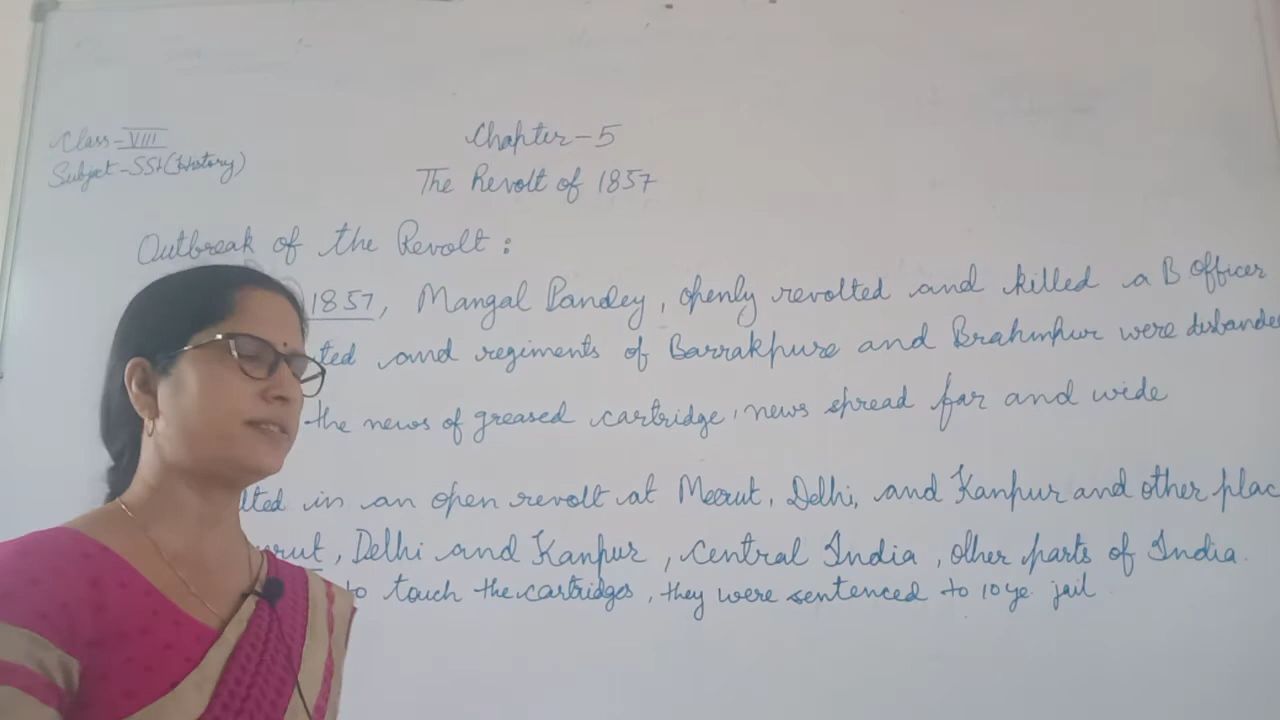 Class-VIII
Subject-SSt(History)
Chapter-5
The Revolt of 1857
Outbreak of the Revolt:
1857, Mangal Pandey, openly revolted and killed a B officer
ted and regiments of Barrakpure and Brahmpur were disbande
the news of greased cartridge, news spread far and wide
lted in an open revolt at Meerut, Delhi, and Kanpur and other plac
rut, Delhi and Kanpur, central India, other parts of India.
to touch the cartridges, they were sentenced to 10 ye. jail